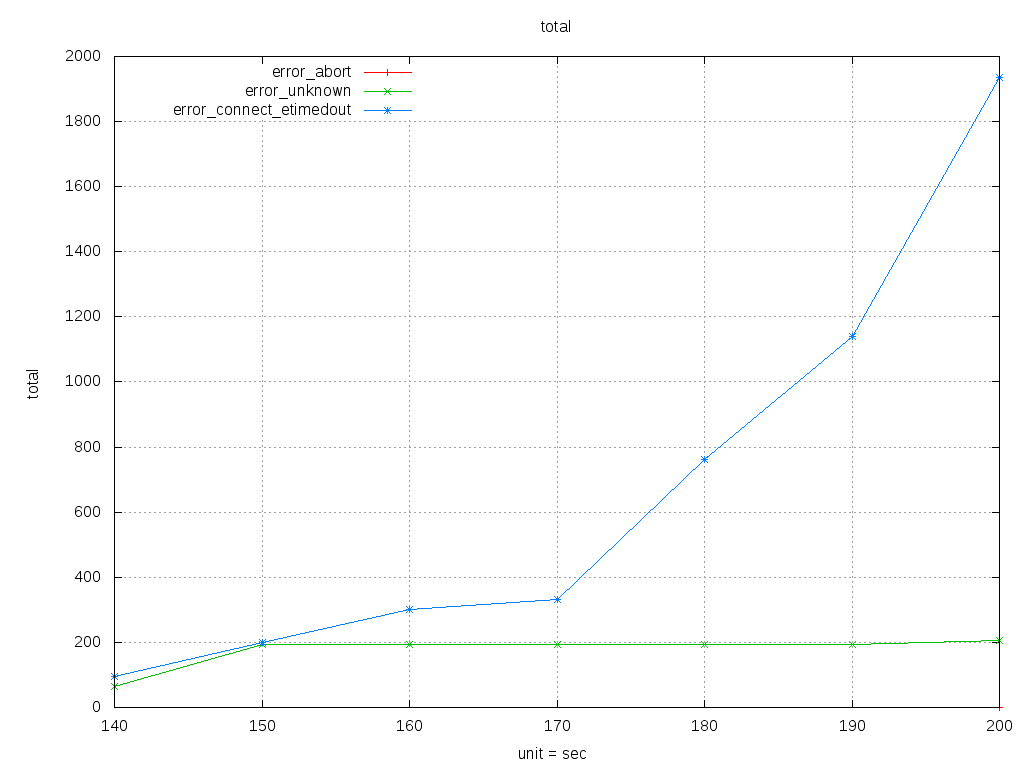 total
2000
1800
1600
1400
1200
1000
800
600
400
200
0
total
error_abort
error_unknown
error_connect_etimedout
140 150 160 170 180 190 200
unit = sec